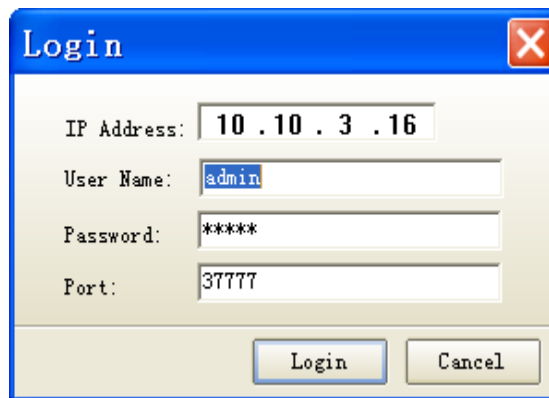 Login
IP Address: 10 . 10 . 3 . 16
User Name: admin
Password: *****
Port: 37777
Login Cancel